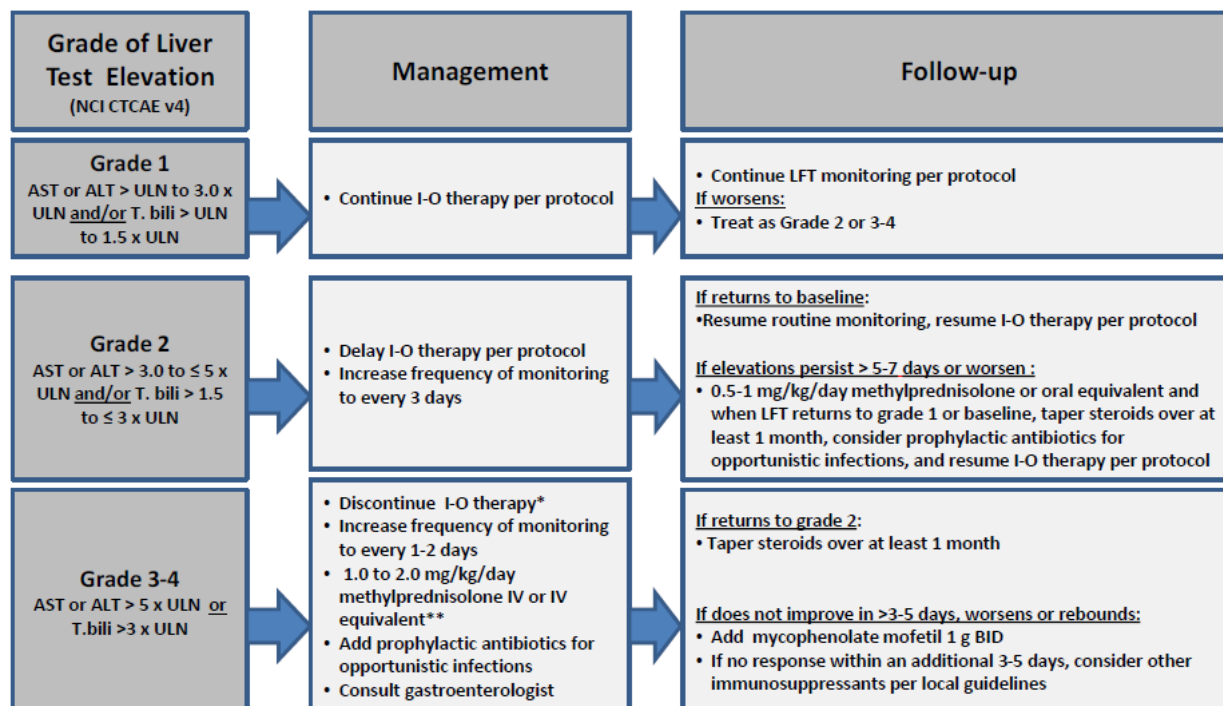 Grade of Liver
Test Elevation
(NCI CTCAE v4)
Management
Follow-up
Grade 1
AST or ALT > ULN to 3.0 x
ULN and/or T. bili > ULN
to 1.5 x ULN
• Continue I-O therapy per protocol
• Continue LFT monitoring per protocol
If worsens:
• Treat as Grade 2 or 3-4
Grade 2
AST or ALT > 3.0 to ≤ 5 x
ULN and/or T. bili > 1.5
to ≤ 3 x ULN
• Delay I-O therapy per protocol
• Increase frequency of monitoring
to every 3 days
If returns to baseline:
•Resume routine monitoring, resume I-O therapy per protocol
If elevations persist > 5-7 days or worsen :
• 0.5-1 mg/kg/day methylprednisolone or oral equivalent and
when LFT returns to grade 1 or baseline, taper steroids over at
least 1 month, consider prophylactic antibiotics for
opportunistic infections, and resume I-O therapy per protocol
Grade 3-4
AST or ALT > 5 x ULN or
T.bili >3 x ULN
• Discontinue I-O therapy*
• Increase frequency of monitoring
to every 1-2 days
• 1.0 to 2.0 mg/kg/day
methylprednisolone IV or IV
equivalent**
• Add prophylactic antibiotics for
opportunistic infections
• Consult gastroenterologist
If returns to grade 2:
• Taper steroids over at least 1 month
If does not improve in >3-5 days, worsens or rebounds:
• Add mycophenolate mofetil 1 g BID
• If no response within an additional 3-5 days, consider other
immunosuppressants per local guidelines